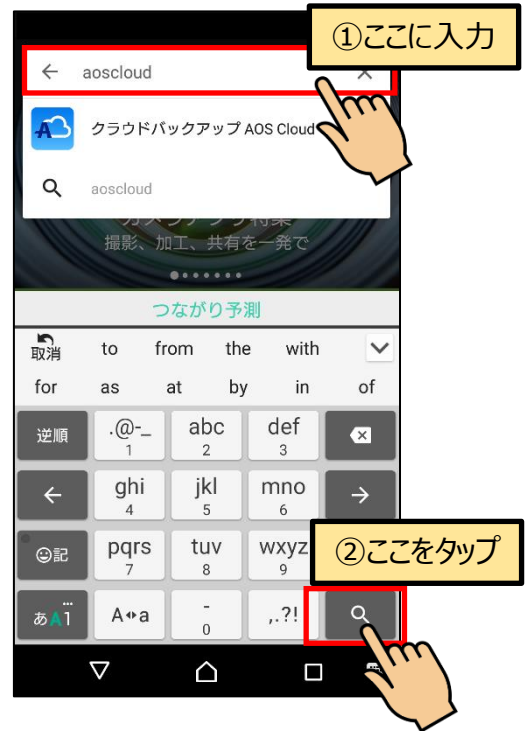 ①ここに入力
aoscloud
クラウドバックアップ AOS Cloud
aoscloud
撮影、加工、共有を一発で
つながり予測
取消 to from the with
for as at by in of
逆順 .@-_ 1 abc 2 def 3
ghi 4 jkl 5 mno 6
②ここをタップ
☺記 pqrs 7 tuv 8 wxyz 9
あA1 A↔a - 0 ,.?!